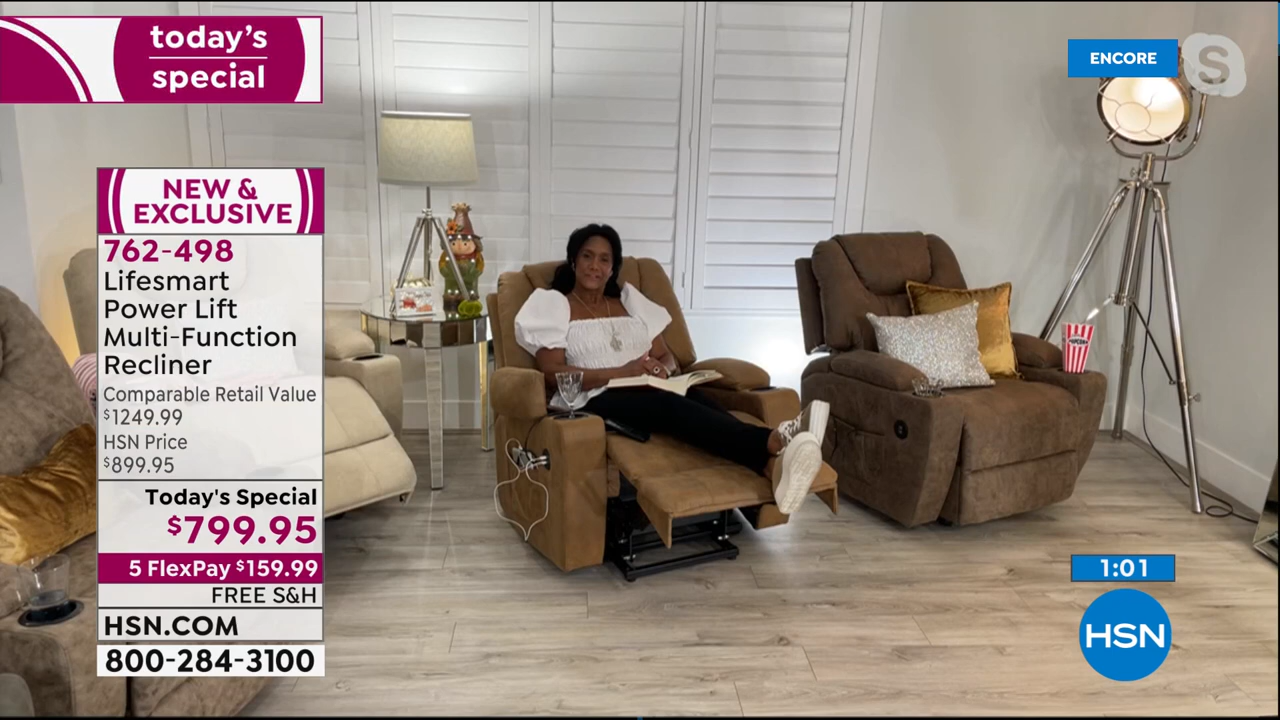 today's
special
ENCORE
S
NEW &
EXCLUSIVE
762-498
Lifesmart
Power Lift
Multi-Function
Recliner
Comparable Retail Value
$1249.99
HSN Price
$899.95
Today's Special
$799.95
5 FlexPay $159.99
FREE S&H
HSN.COM
800-284-3100
POPCORN
1:01
HSN